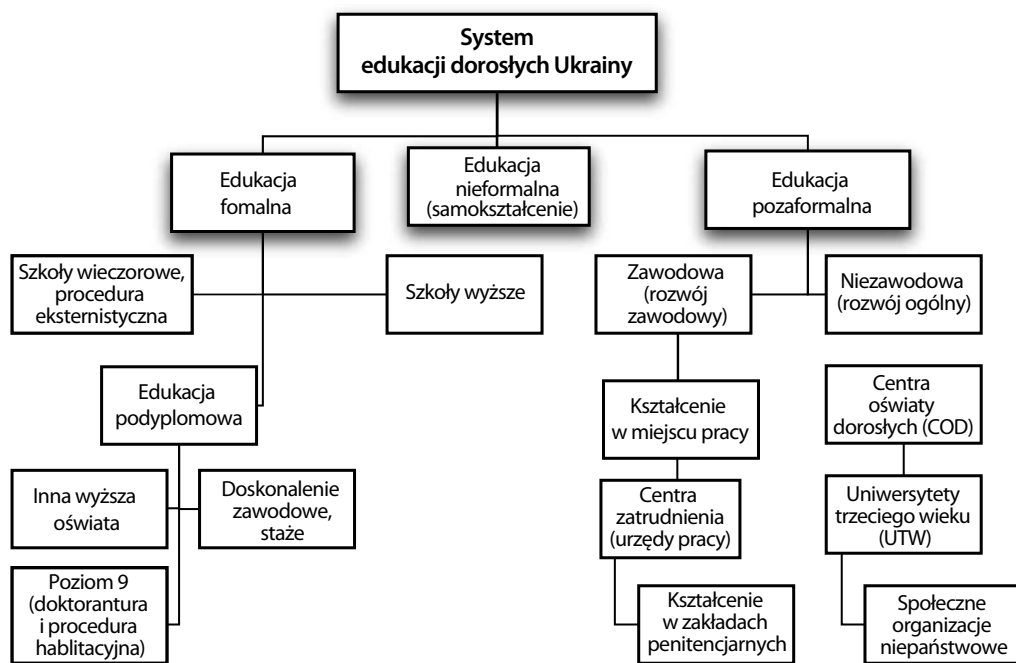 System
edukacji dorosłych Ukrainy
Edukacja
fomalna
Edukacja
nieformalna
(samokształcenie)
Edukacja
pozaformalna
Szkoły wieczorowe,
procedura
eksternistyczna
Szkoły wyższe
Zawodowa
(rozwój
zawodowy)
Niezawodowa
(rozwój ogólny)
Edukacja
podyplomowa
Kształcenie
w miejscu pracy
Centra
oświaty
dorosłych (COD)
Inna wyższa
oświata
Doskonalenie
zawodowe,
staże
Centra
zatrudnienia
(urzędy pracy)
Uniwersytety
trzeciego wieku
(UTW)
Poziom 9
(doktorantura
i procedura
hablitacyjna)
Kształcenie
w zakładach
penitencjarnych
Społeczne
organizacje
niepaństwowe